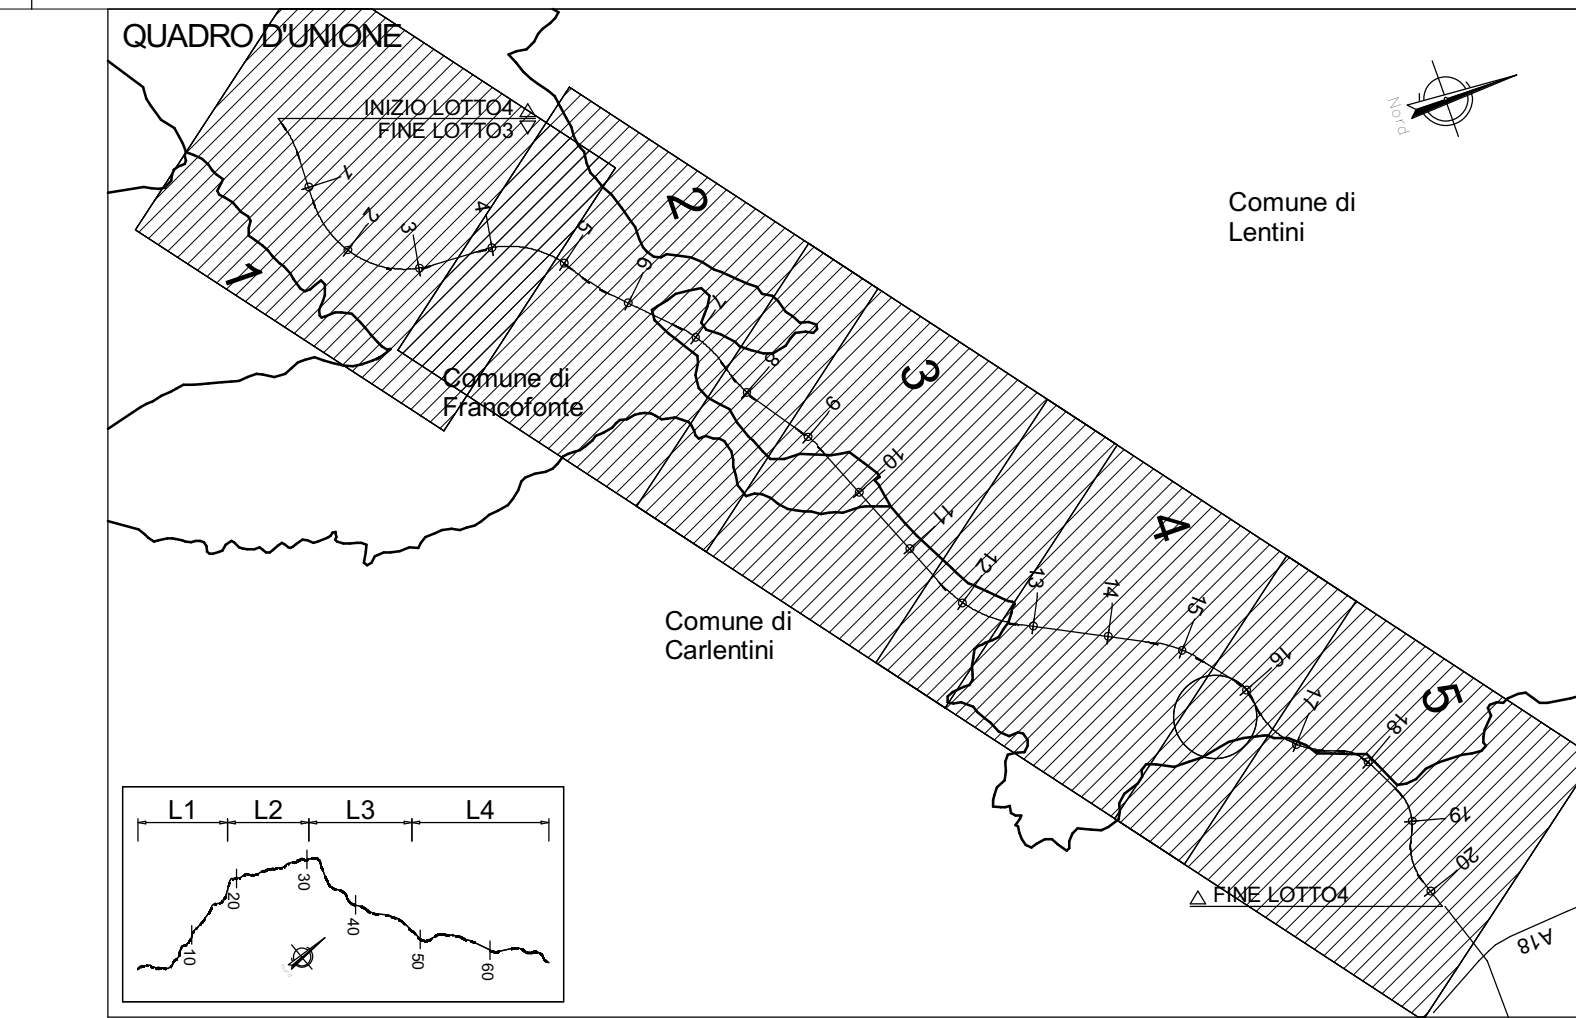 QUADRO D'UNIONE
INIZIO LOTTO4
FINE LOTTO3
Nord
Comune di
Lentini
1
2
3
4
5
6
7
8
9
10
11
12
13
14
15
16
17
18
19
20
1
2
3
4
5
Comune di
Francofonte
Comune di
Carlentini
FINE LOTTO4
A18
L1
L2
L3
L4
10
20
30
40
50
60